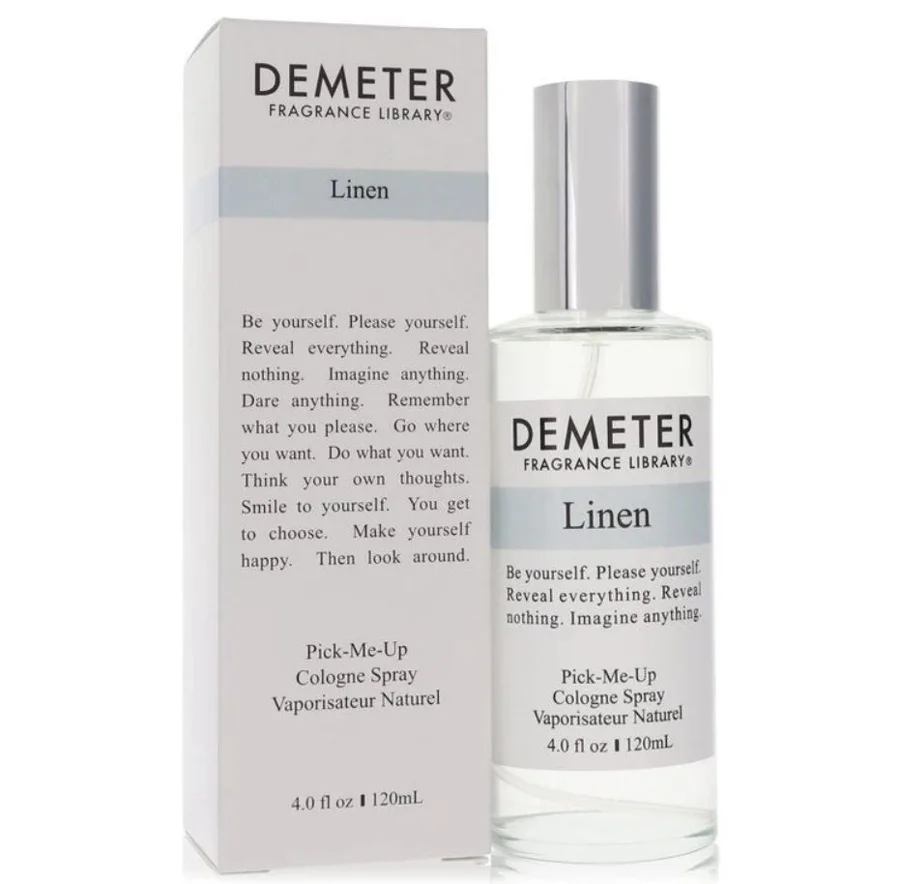 DEMETER
FRAGRANCE LIBRARY®
Linen
Be yourself. Please yourself.
Reveal everything. Reveal
nothing. Imagine anything.
Dare anything. Remember
what you please. Go where
you want. Do what you want.
Think your own thoughts.
Smile to yourself. You get
to choose. Make yourself
happy. Then look around.
Pick-Me-Up
Cologne Spray
Vaporisateur Naturel
4.0 fl oz ❙ 120mL
DEMETER
FRAGRANCE LIBRARY®
Linen
Be yourself. Please yourself.
Reveal everything. Reveal
nothing. Imagine anything.
Pick-Me-Up
Cologne Spray
Vaporisateur Naturel
4.0 fl oz ❙ 120mL